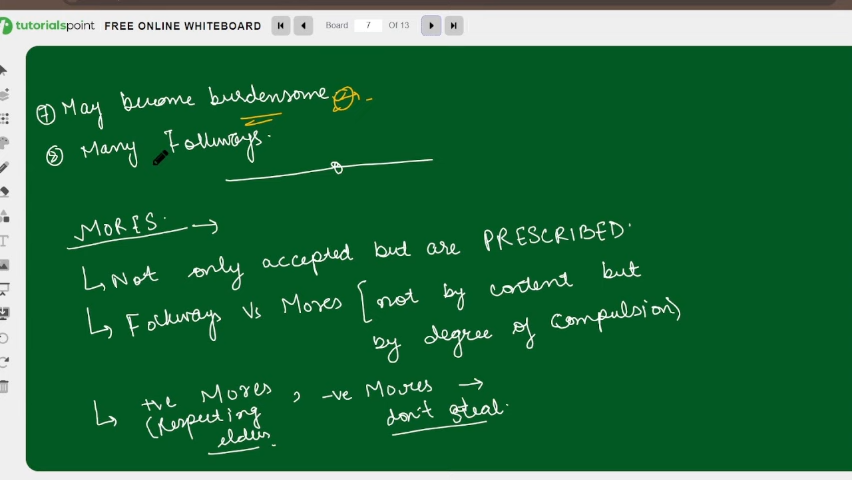 tutorialspoint FREE ONLINE WHITEBOARD Board 7 Of 13
7 May become burdensome
8 Many Folkways.
MORES. →
Not only accepted but are PRESCRIBED.
Folkways Vs Mores [not by content but
by degree of compulsion)
+ve Mores , -ve Mores →
(Respecting don't steal.
elders.